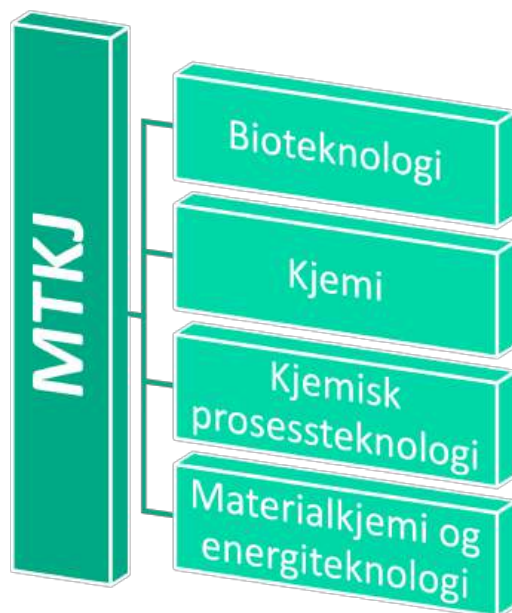 MTKJ
Bioteknologi
Kjemi
Kjemisk
prosessteknologi
Materialkjemi og
energiteknologi